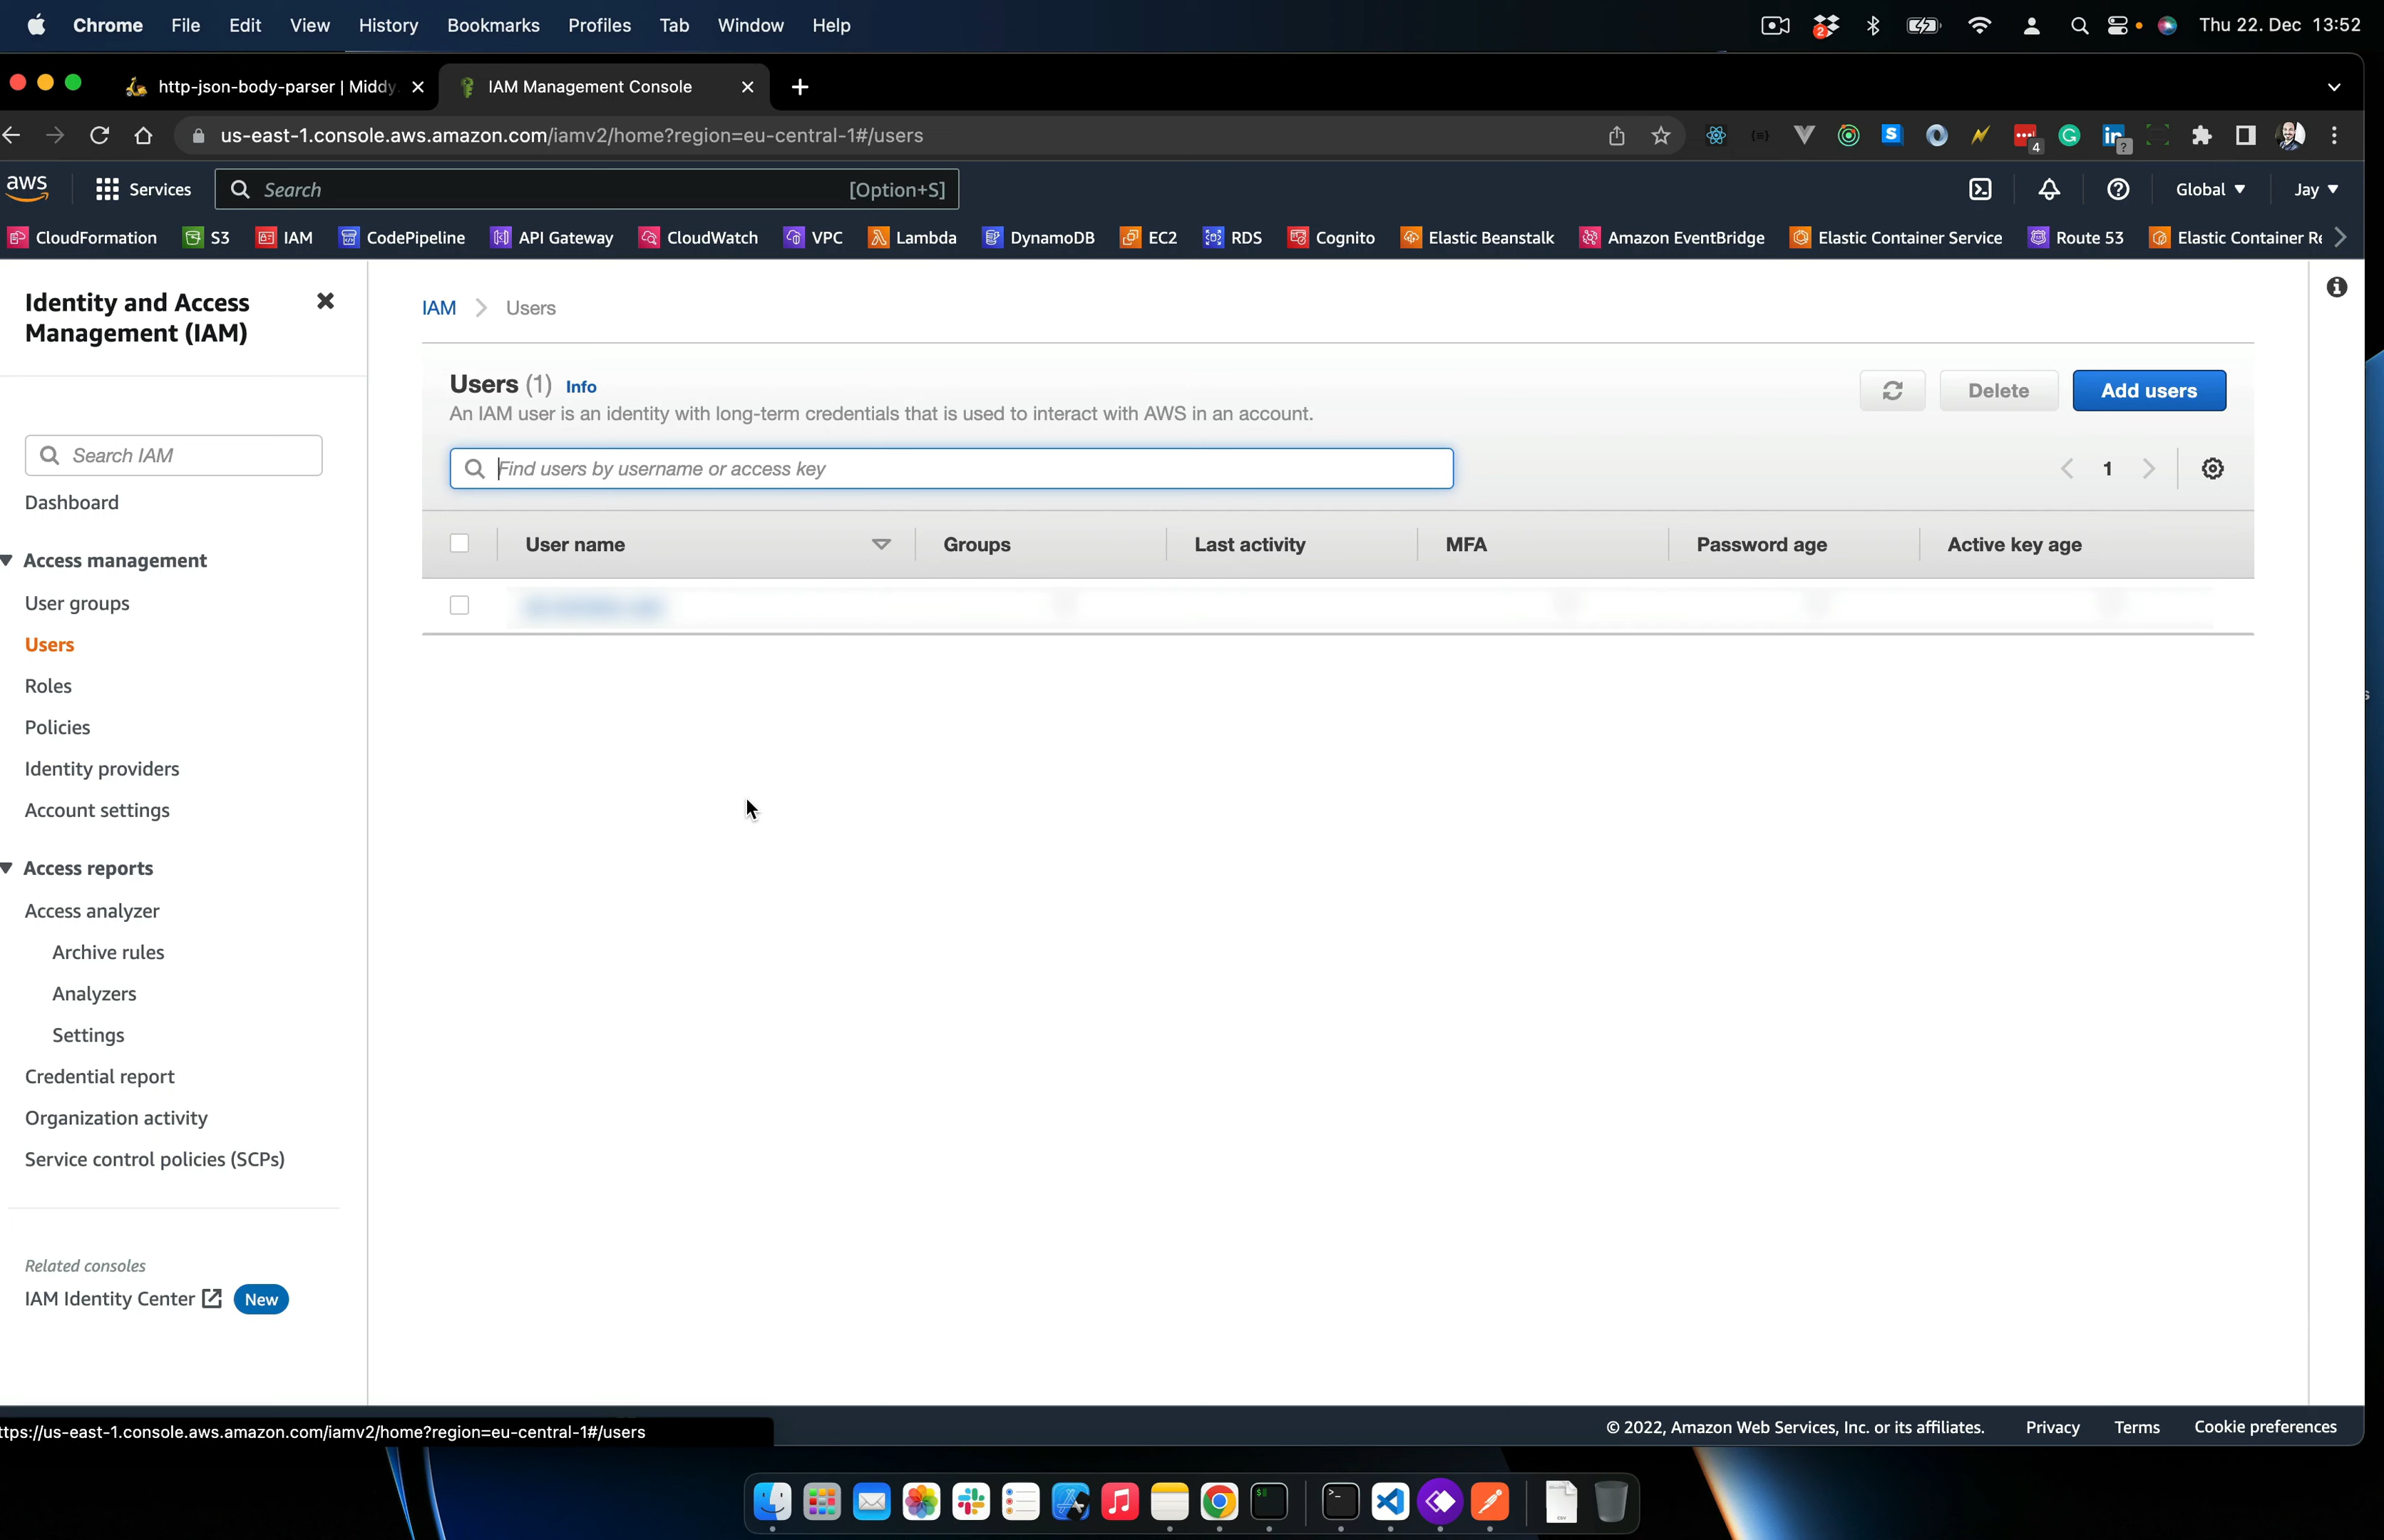 Chrome File Edit View History Bookmarks Profiles Tab Window Help
2
Thu 22. Dec 13:52
http-json-body-parser | Middy
IAM Management Console
us-east-1.console.aws.amazon.com/iamv2/home?region=eu-central-1#/users
S
4
G
in
?
aws
Services
Search [Option+S]
Global
Jay
CloudFormation S3 IAM CodePipeline API Gateway CloudWatch VPC Lambda DynamoDB EC2 RDS Cognito Elastic Beanstalk Amazon EventBridge Elastic Container Service Route 53 Elastic Container Re
Identity and Access
Management (IAM)
Search IAM
Dashboard
Access management
User groups
Users
Roles
Policies
Identity providers
Account settings
Access reports
Access analyzer
Archive rules
Analyzers
Settings
Credential report
Organization activity
Service control policies (SCPs)
Related consoles
IAM Identity Center New
IAM > Users
Users (1) Info
An IAM user is an identity with long-term credentials that is used to interact with AWS in an account.
Delete
Add users
Find users by username or access key
1
User name Groups Last activity MFA Password age Active key age
ttps://us-east-1.console.aws.amazon.com/iamv2/home?region=eu-central-1#/users
© 2022, Amazon Web Services, Inc. or its affiliates. Privacy Terms Cookie preferences